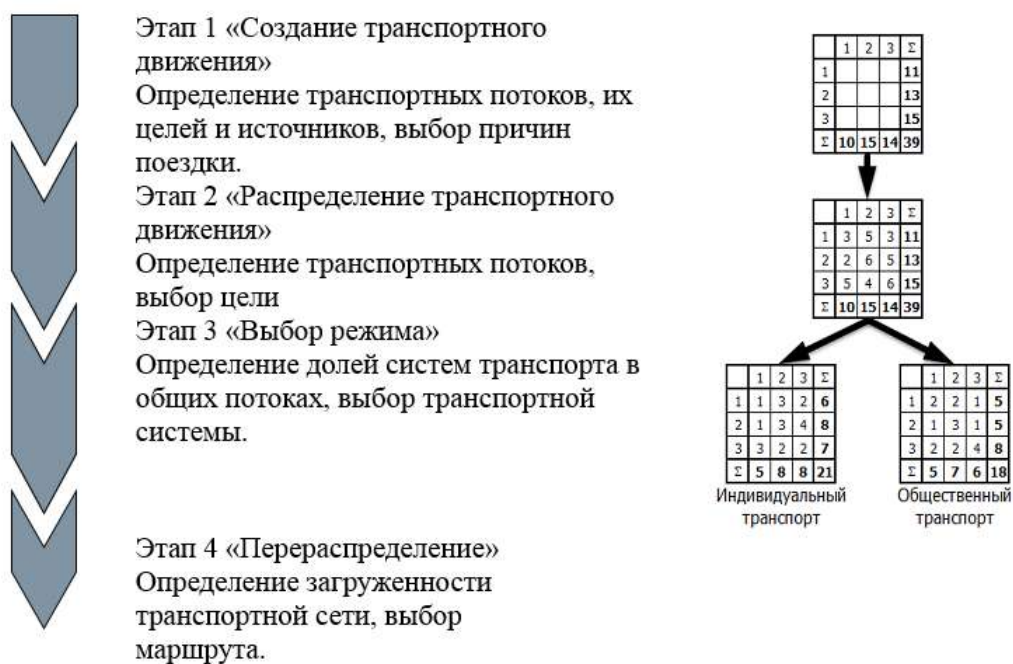 Этап 1 «Создание транспортного
движения»
Определение транспортных потоков, их
целей и источников, выбор причин
поездки.
Этап 2 «Распределение транспортного
движения»
Определение транспортных потоков,
выбор цели
Этап 3 «Выбор режима»
Определение долей систем транспорта в
общих потоках, выбор транспортной
системы.
Этап 4 «Перераспределение»
Определение загруженности
транспортной сети, выбор
маршрута.
1 2 3 Σ
1 11
2 13
3 15
Σ 10 15 14 39
1 2 3 Σ
1 3 5 3 11
2 2 6 5 13
3 5 4 6 15
Σ 10 15 14 39
1 2 3 Σ
1 1 3 2 6
2 1 3 4 8
3 3 2 2 7
Σ 5 8 8 21
Индивидуальный
транспорт
1 2 3 Σ
1 2 2 1 5
2 1 3 1 5
3 2 2 4 8
Σ 5 7 6 18
Общественный
транспорт